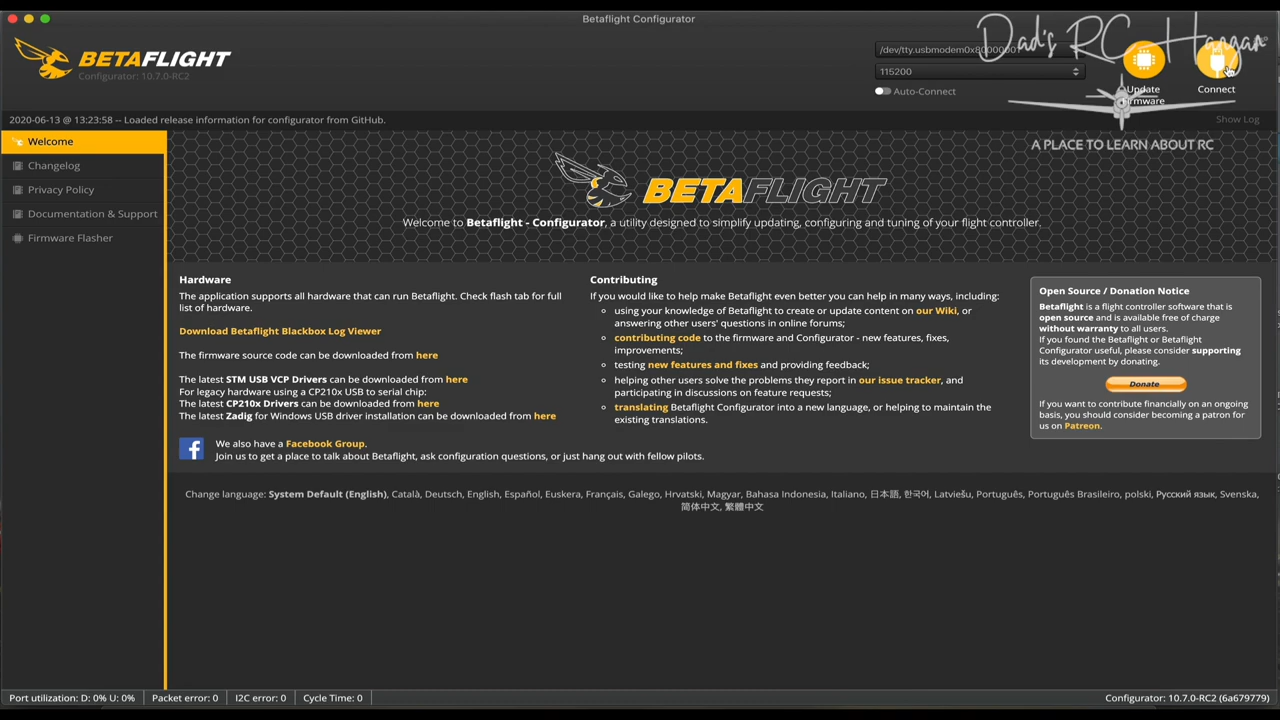 Betaflight Configurator
BETAFLIGHT
Configurator: 10.7.0-RC2
/dev/tty.usbmodem0x80000001
115200
Auto-Connect
Update
Firmware
Connect
Dad's RC Hangar
A PLACE TO LEARN ABOUT RC
2020-06-13 @ 13:23:58 -- Loaded release information for configurator from GitHub.
Show Log
Welcome
Changelog
Privacy Policy
Documentation & Support
Firmware Flasher
BETAFLIGHT
Welcome to Betaflight - Configurator, a utility designed to simplify updating, configuring and tuning of your flight controller.
Hardware
The application supports all hardware that can run Betaflight. Check flash tab for full
list of hardware.
Download Betaflight Blackbox Log Viewer
The firmware source code can be downloaded from here
The latest STM USB VCP Drivers can be downloaded from here
For legacy hardware using a CP210x USB to serial chip:
The latest CP210x Drivers can be downloaded from here
The latest Zadig for Windows USB driver installation can be downloaded from here
We also have a Facebook Group.
Join us to get a place to talk about Betaflight, ask configuration questions, or just hang out with fellow pilots.
Contributing
If you would like to help make Betaflight even better you can help in many ways, including:
using your knowledge of Betaflight to create or update content on our Wiki, or
answering other users' questions in online forums;
contributing code to the firmware and Configurator - new features, fixes,
improvements;
testing new features and fixes and providing feedback;
helping other users solve the problems they report in our issue tracker, and
participating in discussions on feature requests;
translating Betaflight Configurator into a new language, or helping to maintain the
existing translations.
Open Source / Donation Notice
Betaflight is a flight controller software that is
open source and is available free of charge
without warranty to all users.
If you found the Betaflight or Betaflight
Configurator useful, please consider supporting
its development by donating.
Donate
If you want to contribute financially on an ongoing
basis, you should consider becoming a patron for
us on Patreon.
Change language: System Default (English), Català, Deutsch, English, Español, Euskera, Français, Galego, Hrvatski, Magyar, Bahasa Indonesia, Italiano, 日本語, 한국어, Latviešu, Português, Português Brasileiro, polski, Русский язык, Svenska,
简体中文, 繁體中文
Port utilization: D: 0% U: 0%
Packet error: 0
I2C error: 0
Cycle Time: 0
Configurator: 10.7.0-RC2 (6a679779)